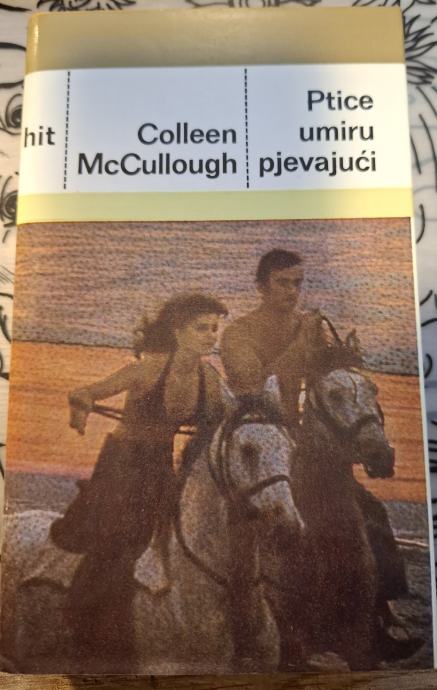 hit
Colleen
McCullough
Ptice
umiru
pjevajući